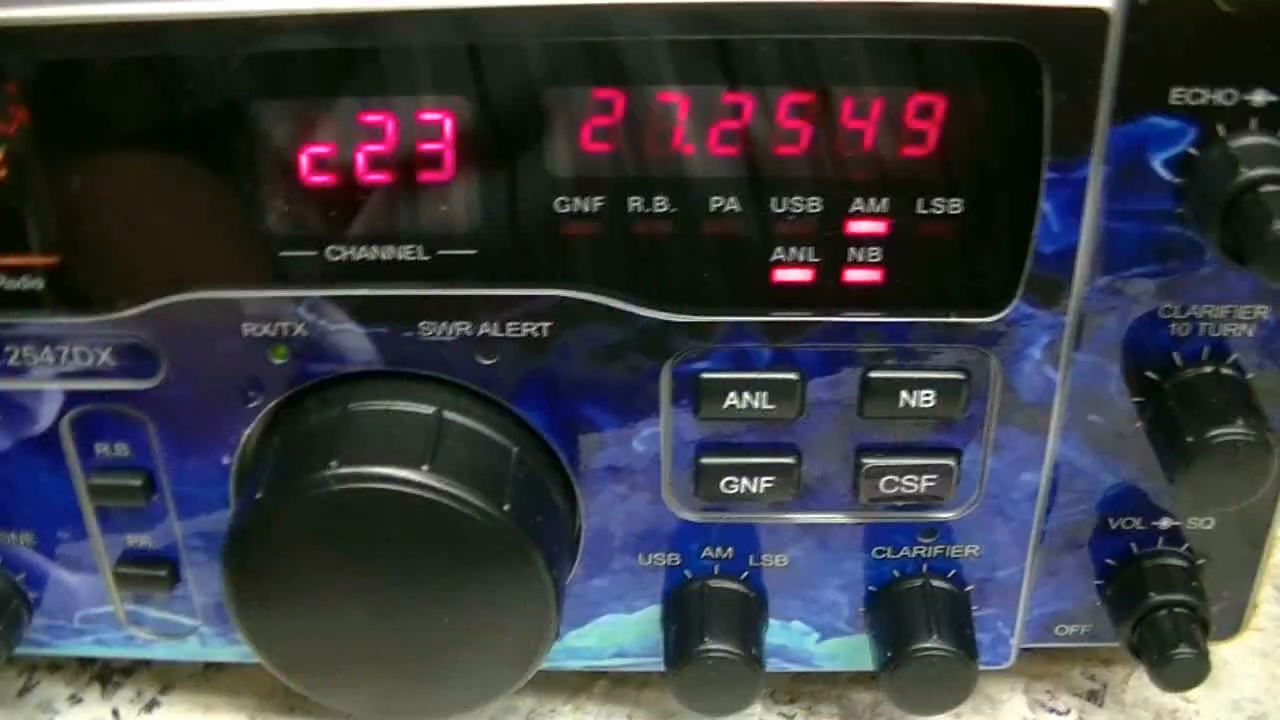 ECHO
c23
27.2549
GNF R.B. PA USB AM LSB
CHANNEL
ANL NB
Radio
RX/TX SWR ALERT
CLARIFIER
10 TURN
2547DX
ANL NB
R.B.
GNF CSF
VOL SQ
PA
USB AM LSB
CLARIFIER
OFF